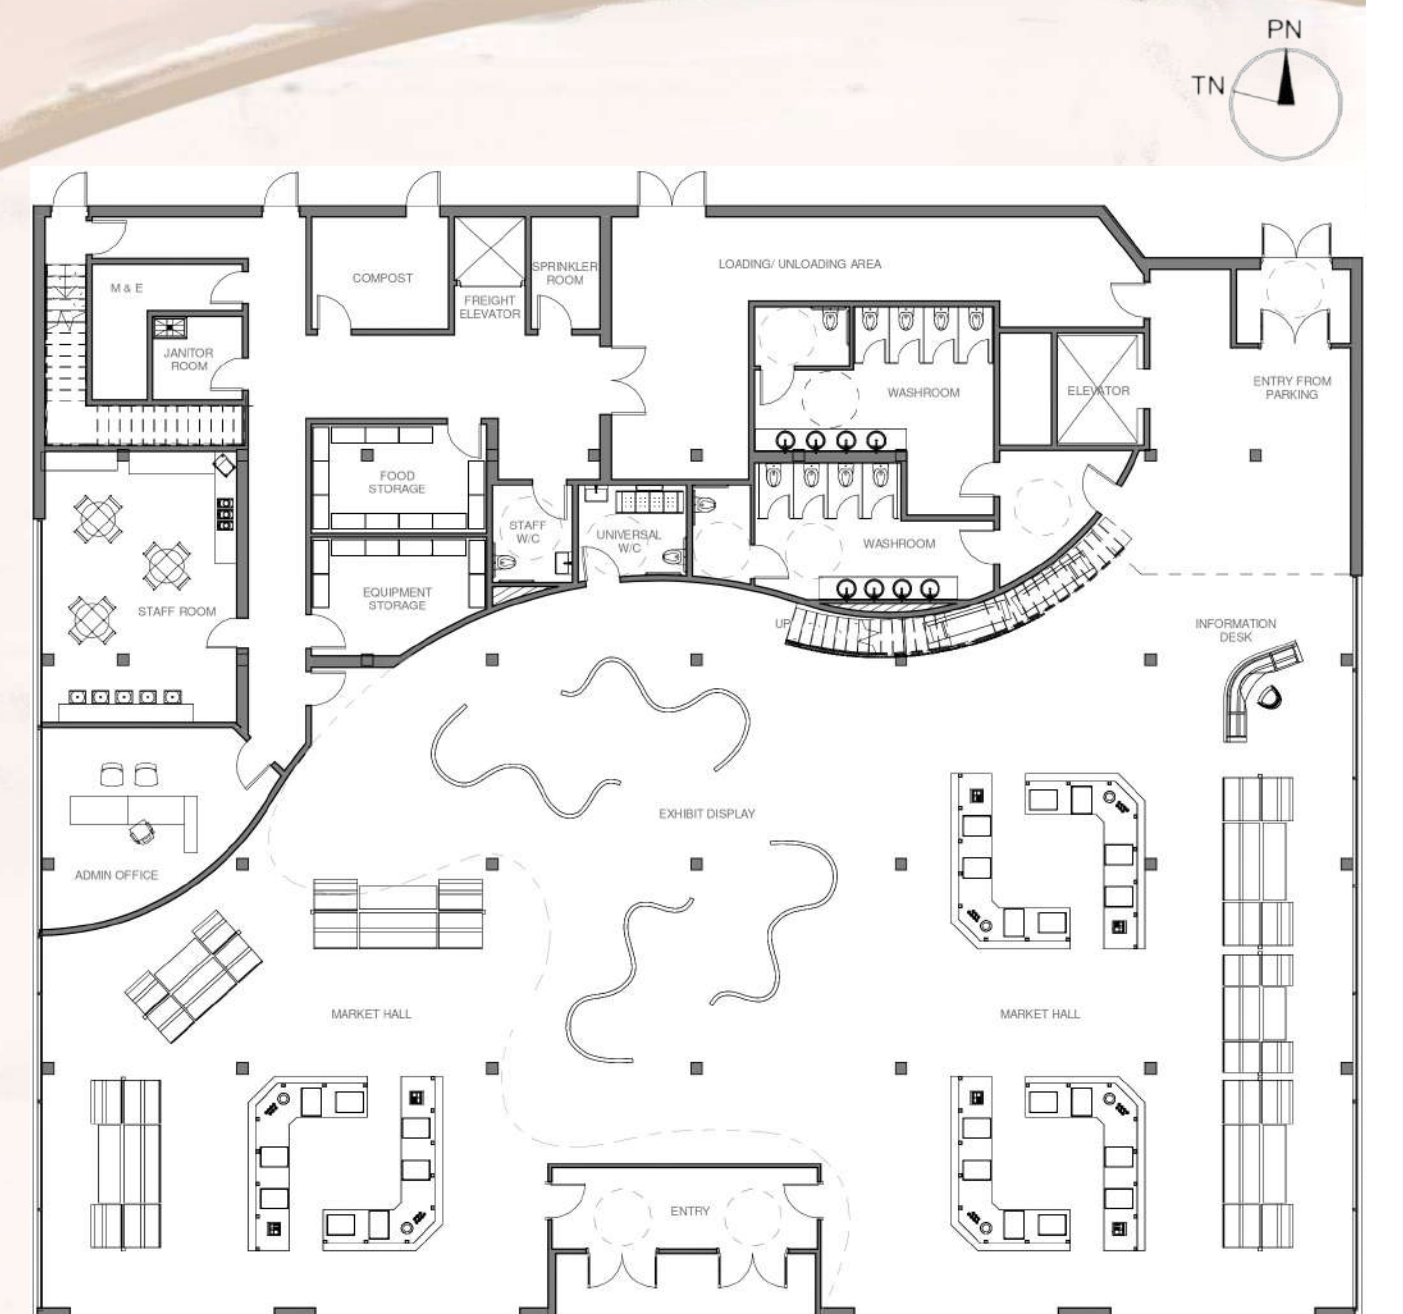 PN
TN
LOADING/ UNLOADING AREA
COMPOST
SPRINKLER
ROOM
M & E
FREIGHT
ELEVATOR
JANITOR
ROOM
WASHROOM
ELEVATOR
ENTRY FROM
PARKING
FOOD
STORAGE
STAFF
W/C
UNIVERSAL
W/C
WASHROOM
EQUIPMENT
STORAGE
STAFF ROOM
UP
INFORMATION
DESK
EXHIBIT DISPLAY
ADMIN OFFICE
MARKET HALL
MARKET HALL
ENTRY